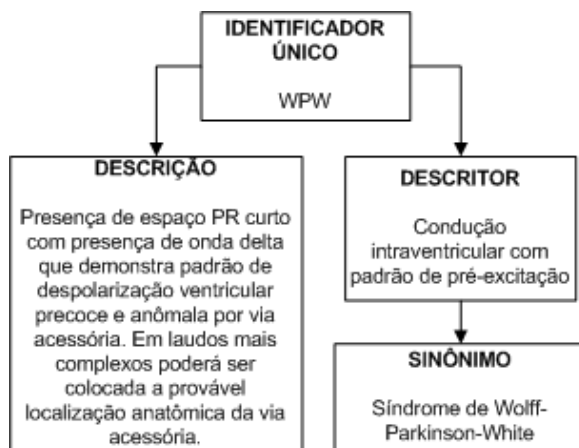 IDENTIFICADOR
ÚNICO
WPW
DESCRIÇÃO
Presença de espaço PR curto
com presença de onda delta
que demonstra padrão de
despolarização ventricular
precoce e anômala por via
acessória. Em laudos mais
complexos poderá ser
colocada a provável
localização anatômica da via
acessória.
DESCRITOR
Condução
intraventricular com
padrão de pré-excitação
SINÔNIMO
Síndrome de Wolff-
Parkinson-White